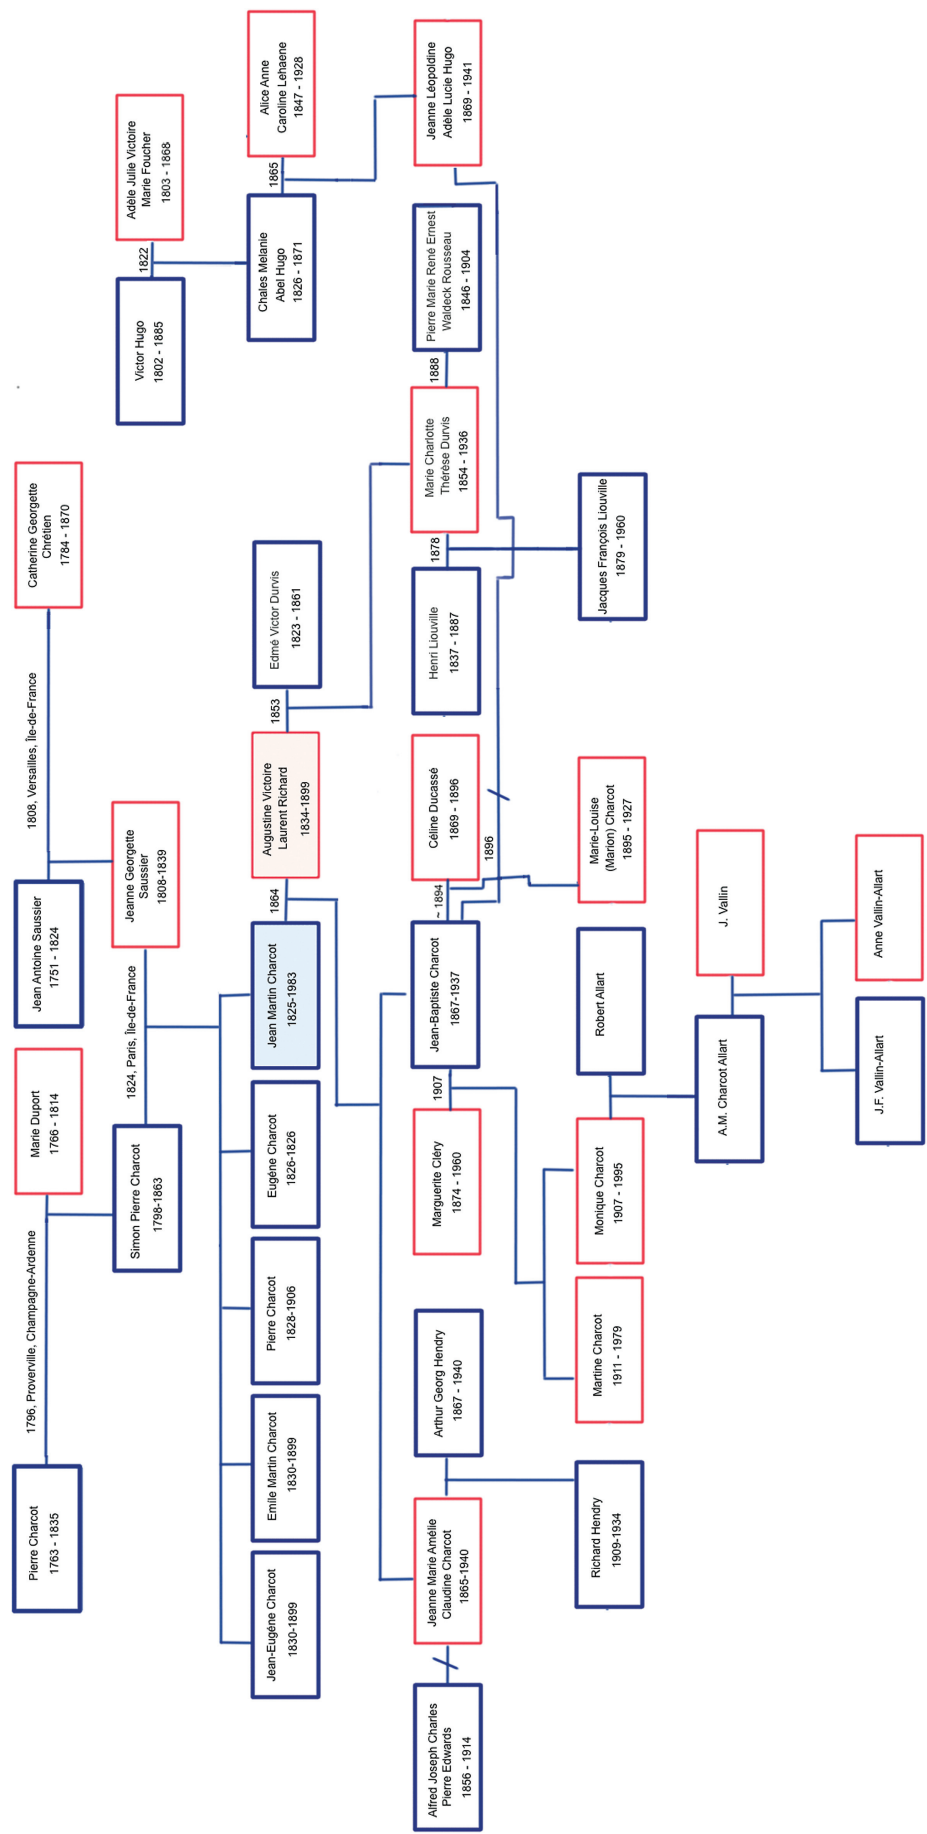 Pierre Charcot
1763 - 1835
1796, Proverville, Champagne-Ardenne
Marie Duport
1766 - 1814
Jean Antoine Saussier
1751 - 1824
1808, Versailles, Île-de-France
Catherine Georgette
Chrétien
1784 - 1870
Simon Pierre Charcot
1798-1863
1824, Paris, Île-de-France
Jeanne Georgette
Saussier
1808-1839
Victor Hugo
1802 - 1885
1822
Adèle Julie Victoire
Marie Foucher
1803 - 1868
Jean-Eugéne Charcot
1830-1899
Emile Martin Charcot
1830-1899
Pierre Charcot
1828-1906
Eugéne Charcot
1826-1826
Jean Martin Charcot
1825-1983
1864
Augustine Victoire
Laurent Richard
1834-1899
1853
Edmé Victor Durvis
1823 - 1861
Chales Melanie
Abel Hugo
1826 - 1871
1865
Alice Anne
Caroline Lehaene
1847 - 1928
Alfred Joseph Charles
Pierre Edwards
1856 - 1914
Jeanne Marie Amelie
Claudine Charcot
1865-1940
Arthur Georg Hendry
1867 - 1940
Marguerite Cléry
1874 - 1960
1907
Jean-Baptiste Charcot
1867-1937
~ 1894
Céline Ducassé
1869 - 1896
1896
Henri Liouville
1837 - 1887
1878
Marie Charlotte
Thérèse Durvis
1854 - 1936
1888
Pierre Marie René Ernest
Waldeck Rousseau
1846 - 1904
Jeanne Léopoldine
Adèle Lucie Hugo
1869 - 1941
Richard Hendry
1909-1934
Martine Charcot
1911 - 1979
Monique Charcot
1907 - 1995
Robert Allart
Marie-Louise
(Marion) Charcot
1895 - 1927
Jacques François Liouville
1879 - 1960
A.M. Charcot Allart
J. Vallin
J.F. Vallin-Allart
Anne Vallin-Allart